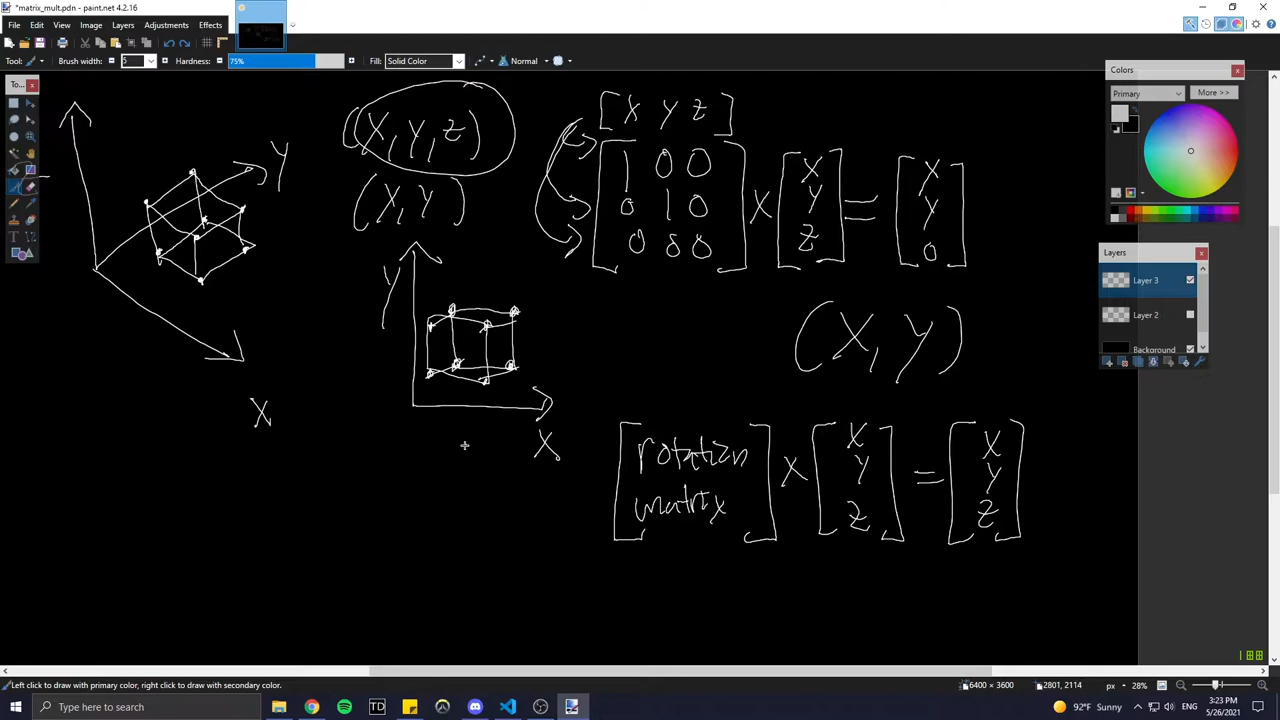 *matrix_mult.pdn - paint.net 4.2.16
File Edit View Image Layers Adjustments Effects
Tool: Brush width: 5 Hardness: 75% Fill: Solid Color Normal
To...
Colors
Primary
More >>
Layers
Layer 3
Layer 2
Background
Y
X
(X, Y, Z)
(X, Y)
Y
X
[X Y Z]
1 0 0
0 1 0
0 0 0
X
X
Y
Z
=
X
Y
0
(X, Y)
rotation
matrix
X
X
Y
Z
=
X
Y
Z
Left click to draw with primary color, right click to draw with secondary color.
6400 × 3600
2801, 2114
px
28%
Type here to search
TD
92°F Sunny
ENG
3:23 PM
5/26/2021